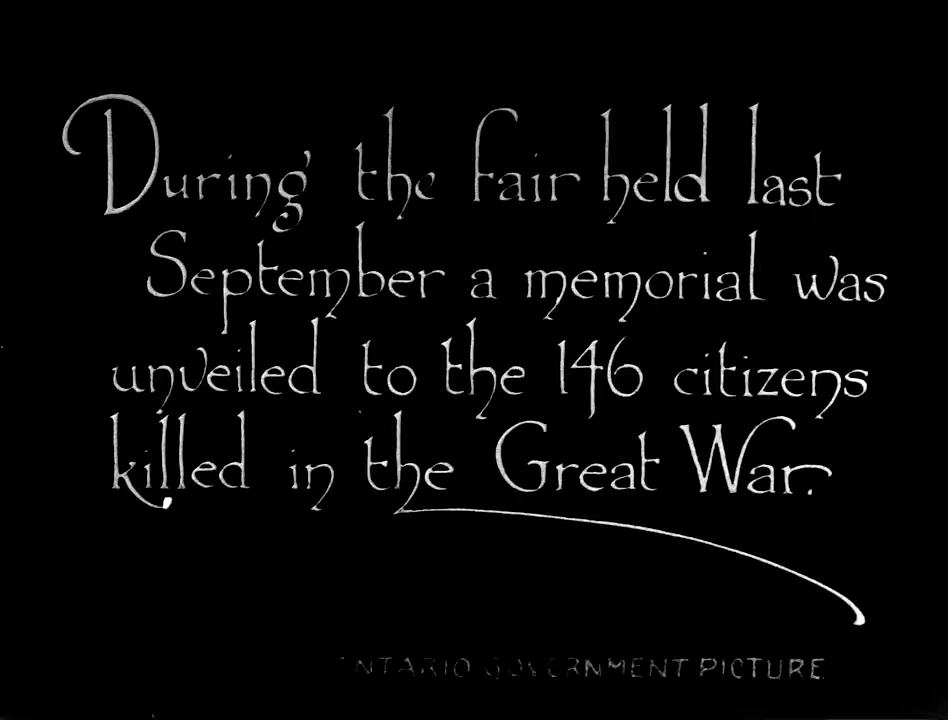 During the fair held last
September a memorial was
unveiled to the 146 citizens
killed in the Great War.
ONTARIO GOVERNMENT PICTURE